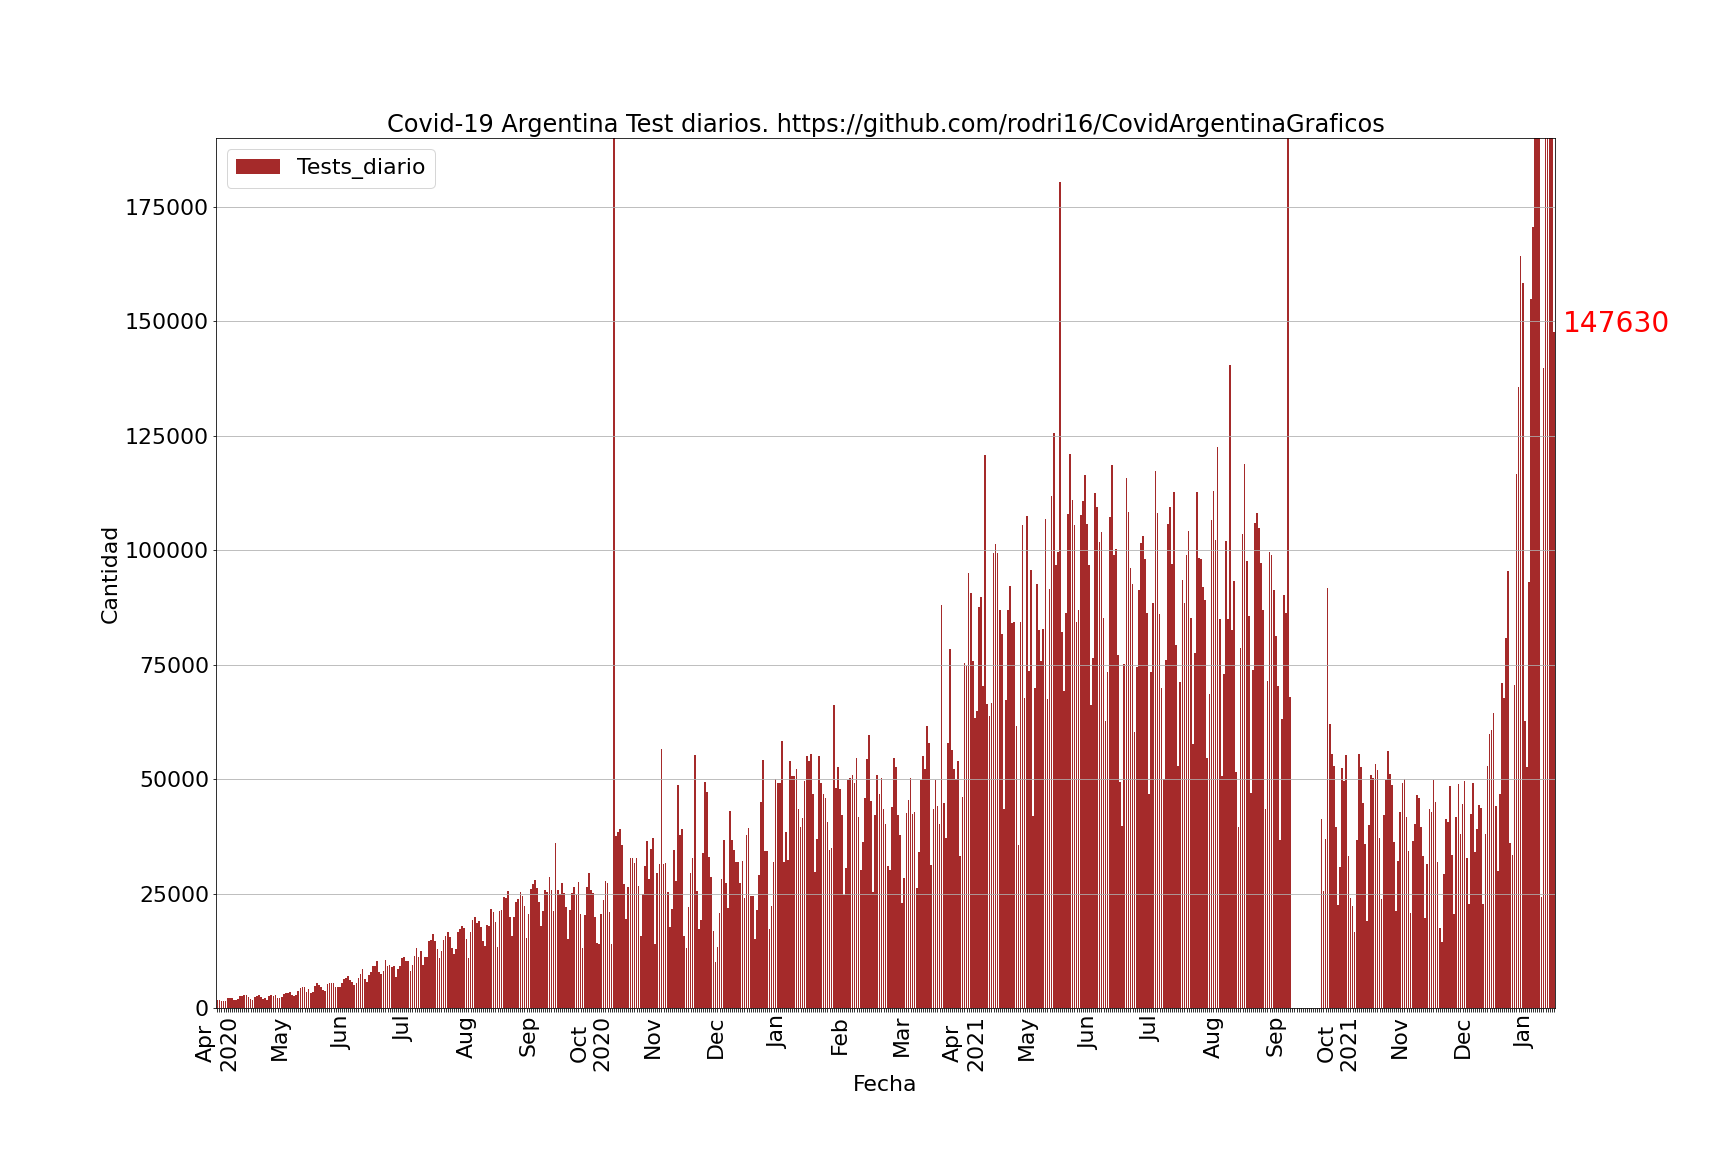 Covid-19 Argentina Test diarios. https://github.com/rodri16/CovidArgentinaGraficos
Tests_diario
175000
150000
125000
100000
75000
50000
25000
0
147630
Cantidad
Apr
2020
May
Jun
Jul
Aug
Sep
Oct
2020
Nov
Dec
Jan
Feb
Mar
Apr
2021
May
Jun
Jul
Aug
Sep
Oct
2021
Nov
Dec
Jan
Fecha